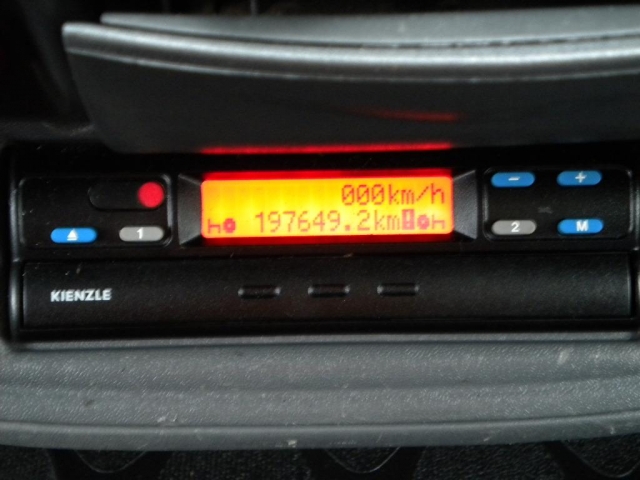 000km/h
197649.2km
− +
1 2 M
KIENZLE